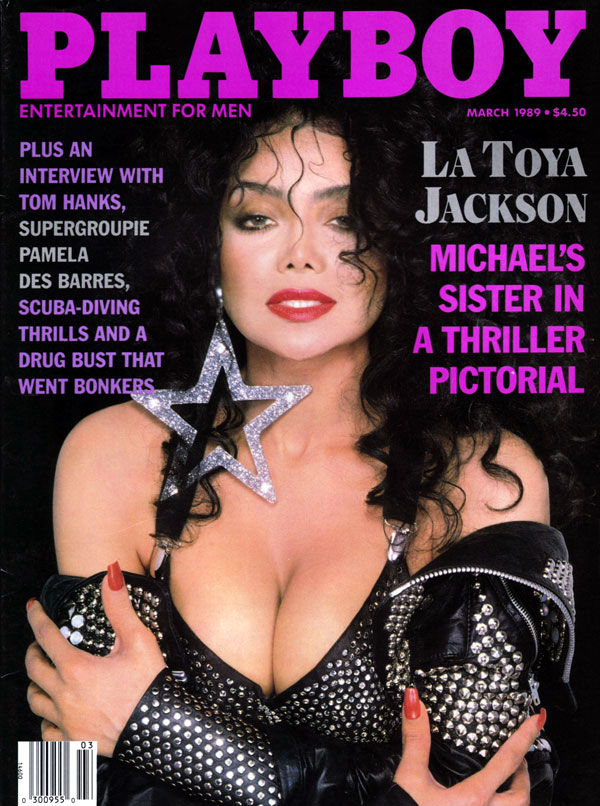 PLAYBOY
ENTERTAINMENT FOR MEN
MARCH 1989 • $4.50
PLUS AN
INTERVIEW WITH
TOM HANKS,
SUPERGROUPIE
PAMELA
DES BARRES,
SCUBA-DIVING
THRILLS AND A
DRUG BUST THAT
WENT BONKERS
LA TOYA
JACKSON
MICHAEL'S
SISTER IN
A THRILLER
PICTORIAL
03
0 300955 0